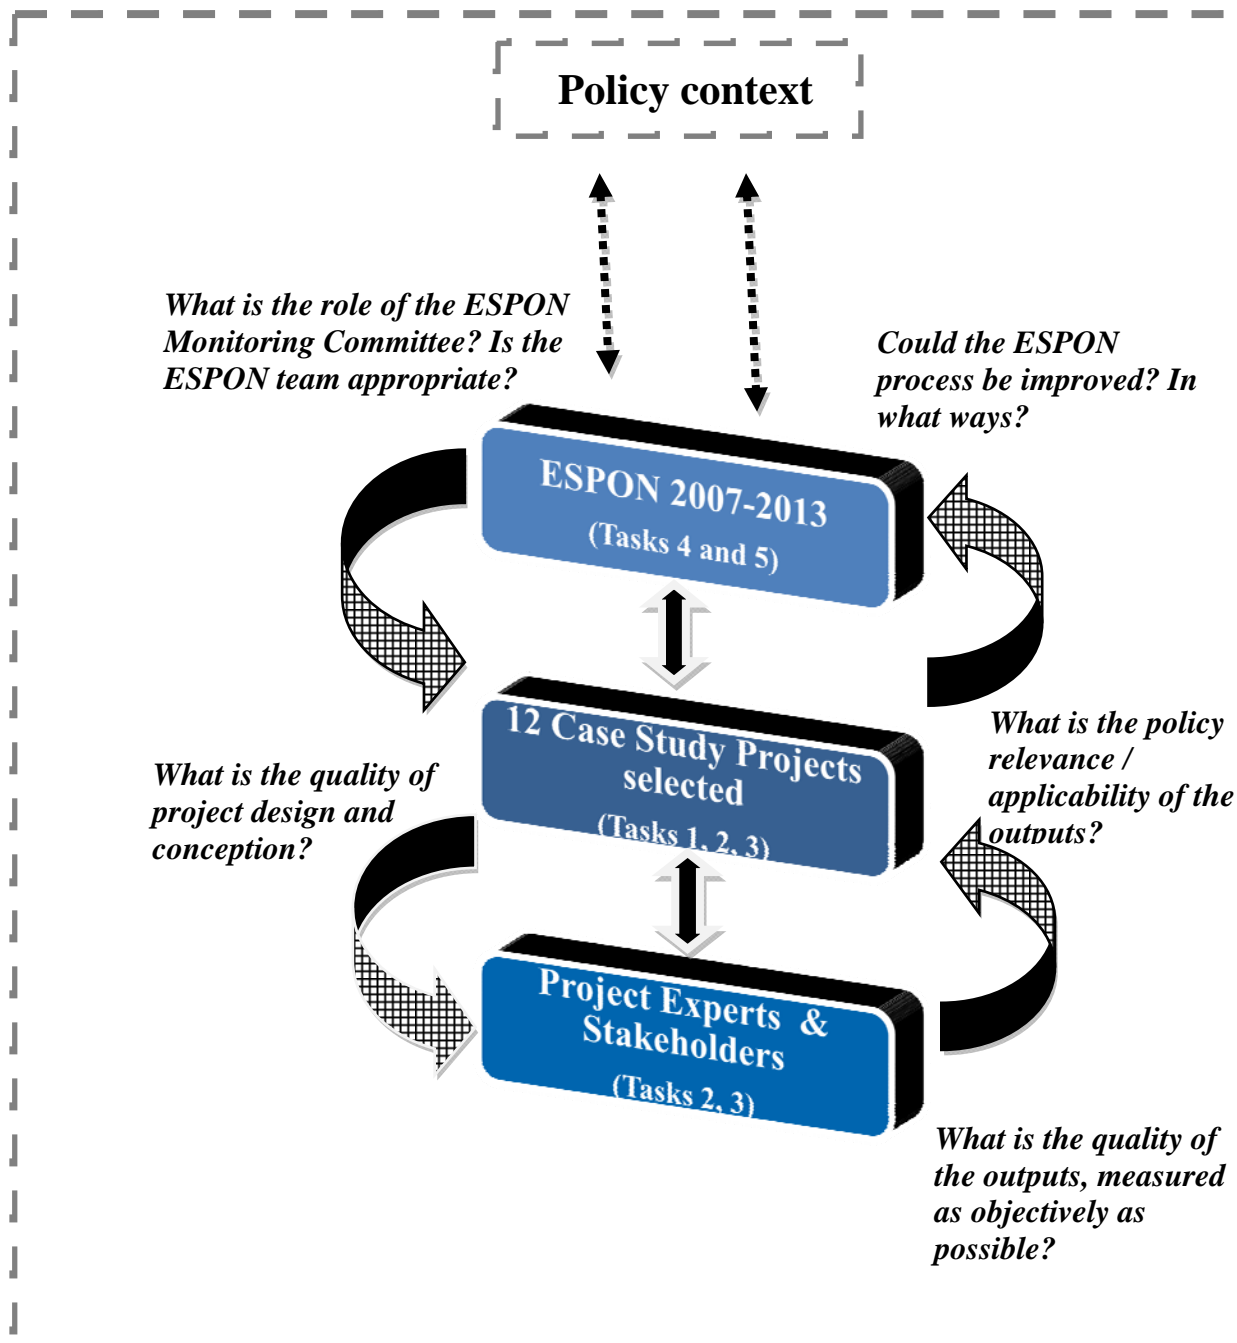 Policy context
What is the role of the ESPON
Monitoring Committee? Is the
ESPON team appropriate?
Could the ESPON
process be improved? In
what ways?
ESPON 2007-2013
(Tasks 4 and 5)
12 Case Study Projects
selected
(Tasks 1, 2, 3)
What is the quality of
project design and
conception?
What is the policy
relevance /
applicability of the
outputs?
Project Experts & 
Stakeholders
(Tasks 2, 3)
What is the quality of
the outputs, measured
as objectively as
possible?